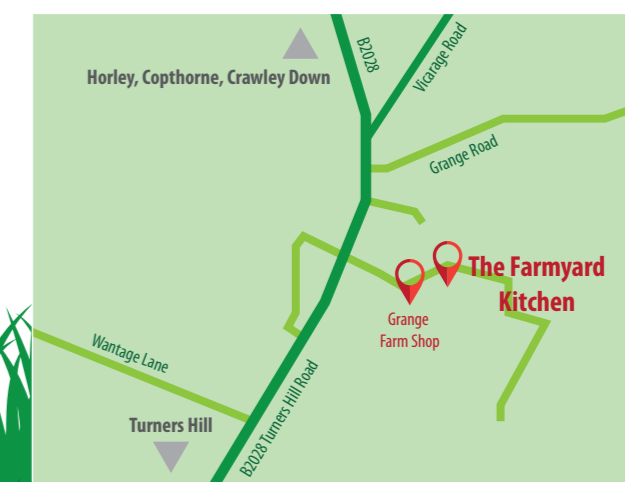 B2028
Vicarage Road
Horley, Copthorne, Crawley Down
Grange Road
The Farmyard
Kitchen
Grange
Farm Shop
Wantage Lane
Turners Hill
B2028 Turners Hill Road